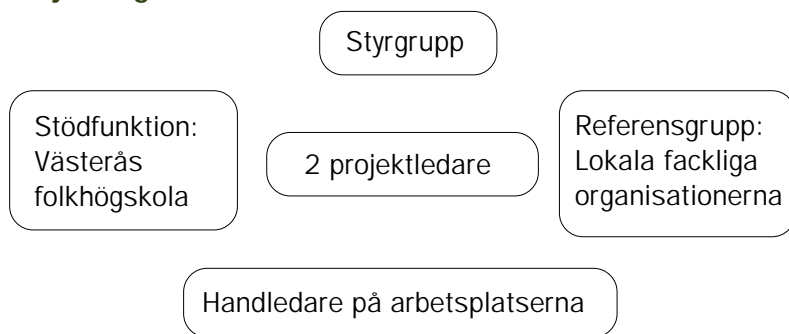 Styrgrupp
Stödfunktion:
Västerås
folkhögskola
2 projektledare
Referensgrupp:
Lokala fackliga
organisationerna
Handledare på arbetsplatserna